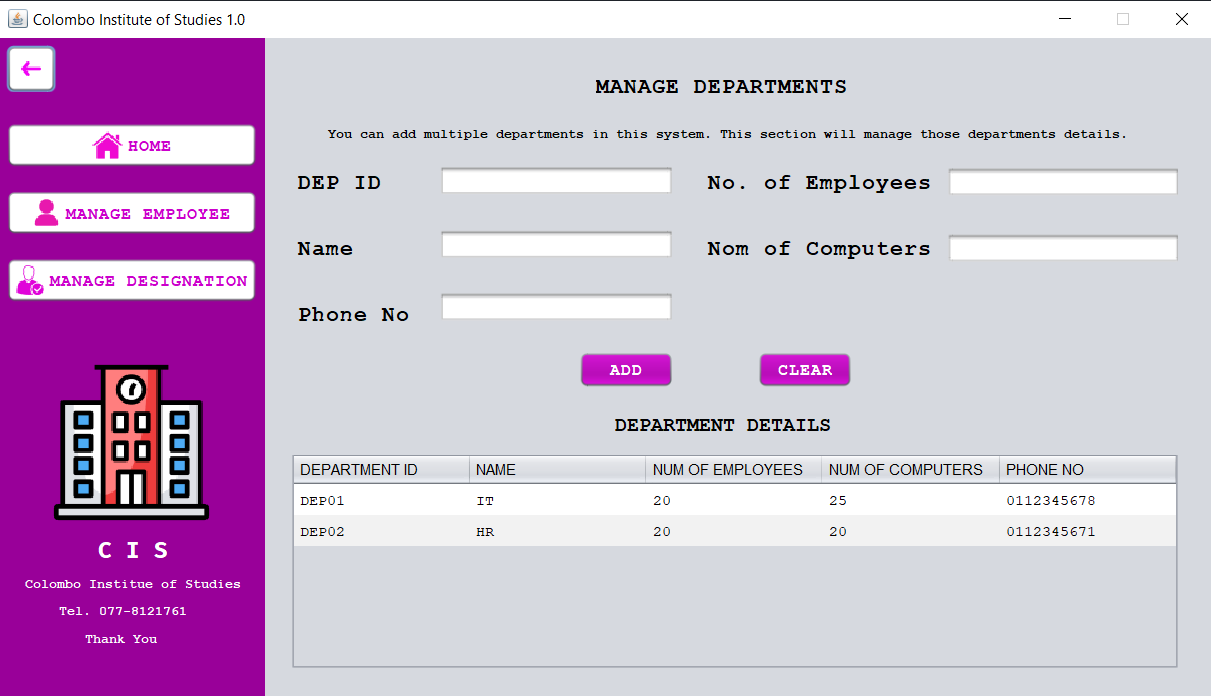 Colombo Institute of Studies 1.0
HOME
MANAGE EMPLOYEE
MANAGE DESIGNATION
C I S
Colombo Institue of Studies
Tel. 077-8121761
Thank You
MANAGE DEPARTMENTS
You can add multiple departments in this system. This section will manage those departments details.
DEP ID No. of Employees
Name Nom of Computers
Phone No
ADD CLEAR
DEPARTMENT DETAILS
DEPARTMENT ID NAME NUM OF EMPLOYEES NUM OF COMPUTERS PHONE NO
DEP01 IT 20 25 0112345678
DEP02 HR 20 20 0112345671